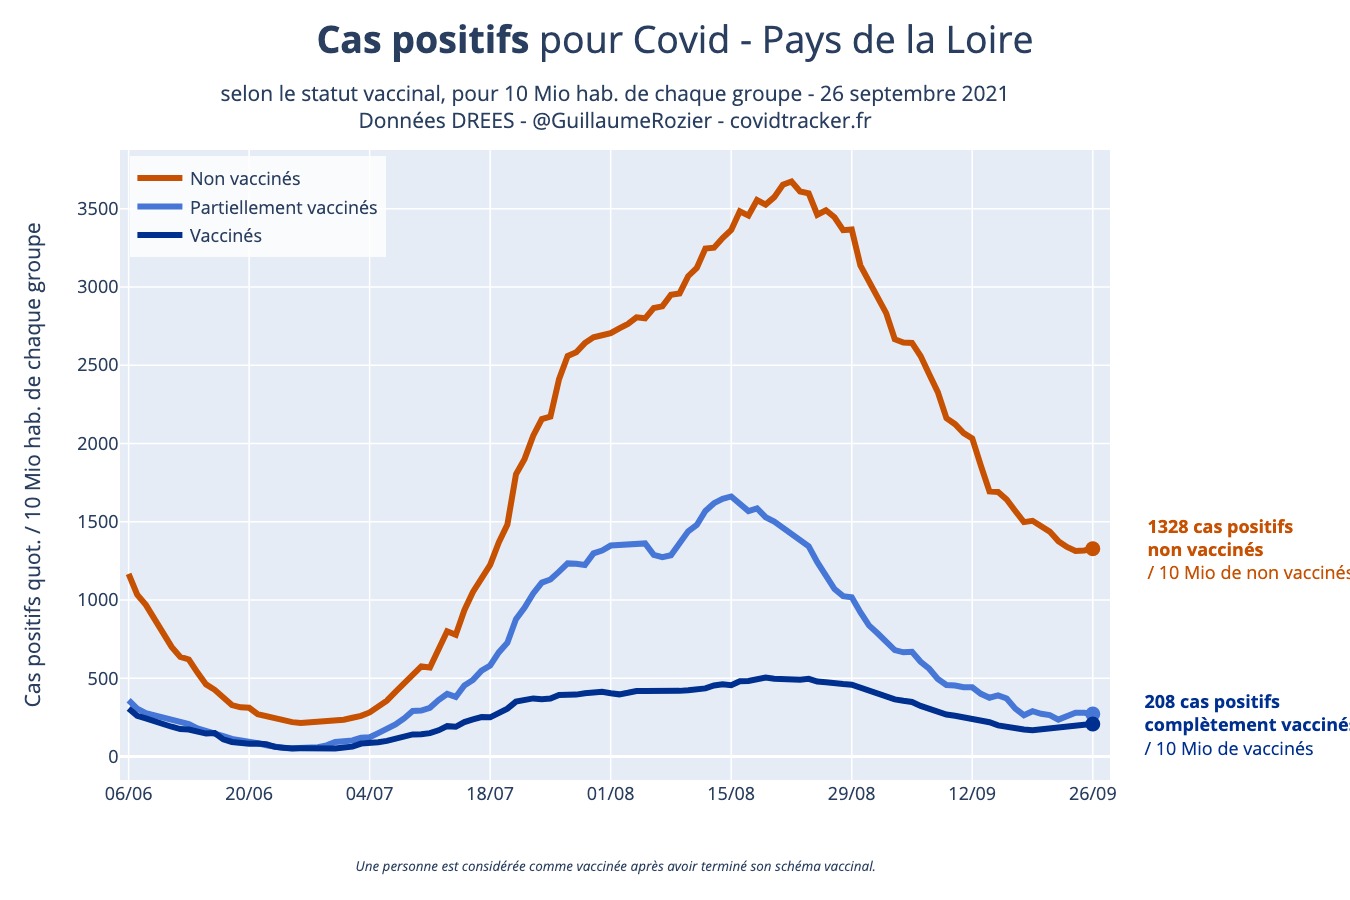 Cas positifs pour Covid - Pays de la Loire
selon le statut vaccinal, pour 10 Mio hab. de chaque groupe - 26 septembre 2021
Données DREES - @GuillaumeRozier - covidtracker.fr
Non vaccinés
Partiellement vaccinés
Vaccinés
Cas positifs quot. / 10 Mio hab. de chaque groupe
3500
3000
2500
2000
1500
1000
500
0
06/06 20/06 04/07 18/07 01/08 15/08 29/08 12/09 26/09
1328 cas positifs
non vaccinés
/ 10 Mio de non vaccinés
208 cas positifs
complètement vaccinés
/ 10 Mio de vaccinés
Une personne est considérée comme vaccinée après avoir terminé son schéma vaccinal.